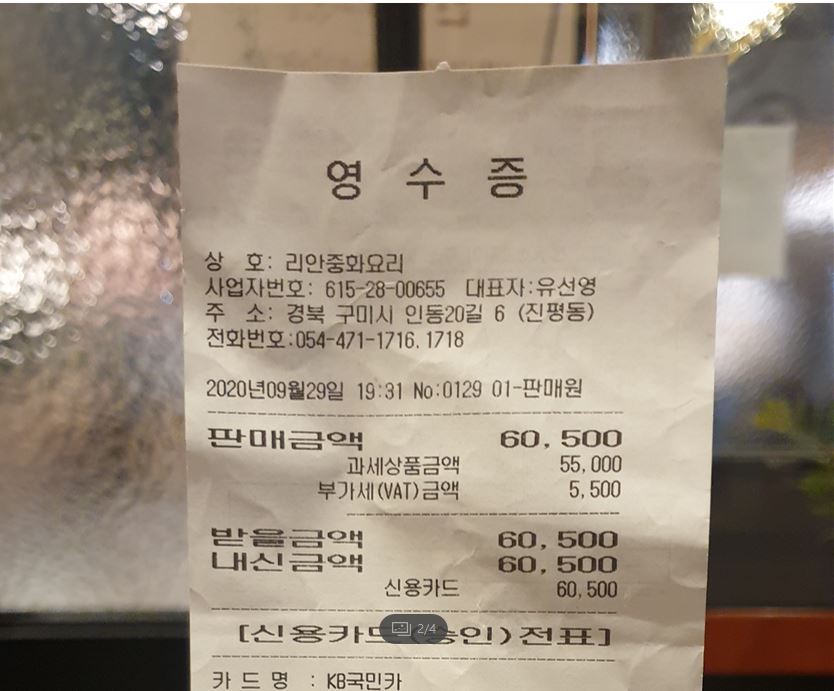 영 수 증
상 호: 리안중화요리
사업자번호: 615-28-00655 대표자:유선영
주 소: 경북 구미시 인동20길 6 (진평동)
전화번호:054-471-1716.1718
2020년09월29일 19:31 No:0129 01-판매원
판매금액 60,500
과세상품금액 55,000
부가세(VAT)금액 5,500
받을금액 60,500
내신금액 60,500
신용카드 60,500
[신용카드(승인)전표]
2/4
카 드 명 : KB국민카